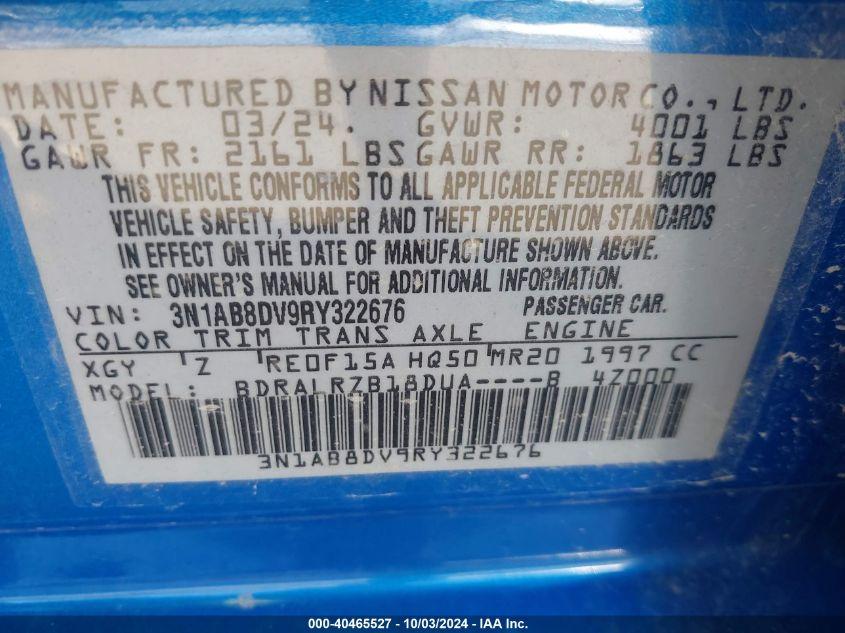 MANUFACTURED BY NISSAN MOTOR CO., LTD.
DATE: 03/24. GVWR: 4001 LBS
GAWR FR: 2161 LBS GAWR RR: 1863 LBS
THIS VEHICLE CONFORMS TO ALL APPLICABLE FEDERAL MOTOR
VEHICLE SAFETY, BUMPER AND THEFT PREVENTION STANDARDS
IN EFFECT ON THE DATE OF MANUFACTURE SHOWN ABOVE.
SEE OWNER'S MANUAL FOR ADDITIONAL INFORMATION.
VIN: 3N1AB8DV9RY322676 PASSENGER CAR.
COLOR TRIM TRANS AXLE ENGINE
XGY Z RE0F15A HQ50 MR20 1997 CC
MODEL: BDRALRZB18DUA----B 4Z000
3N1AB8DV9RY322676
000-40465527 - 10/03/2024 - IAA Inc.